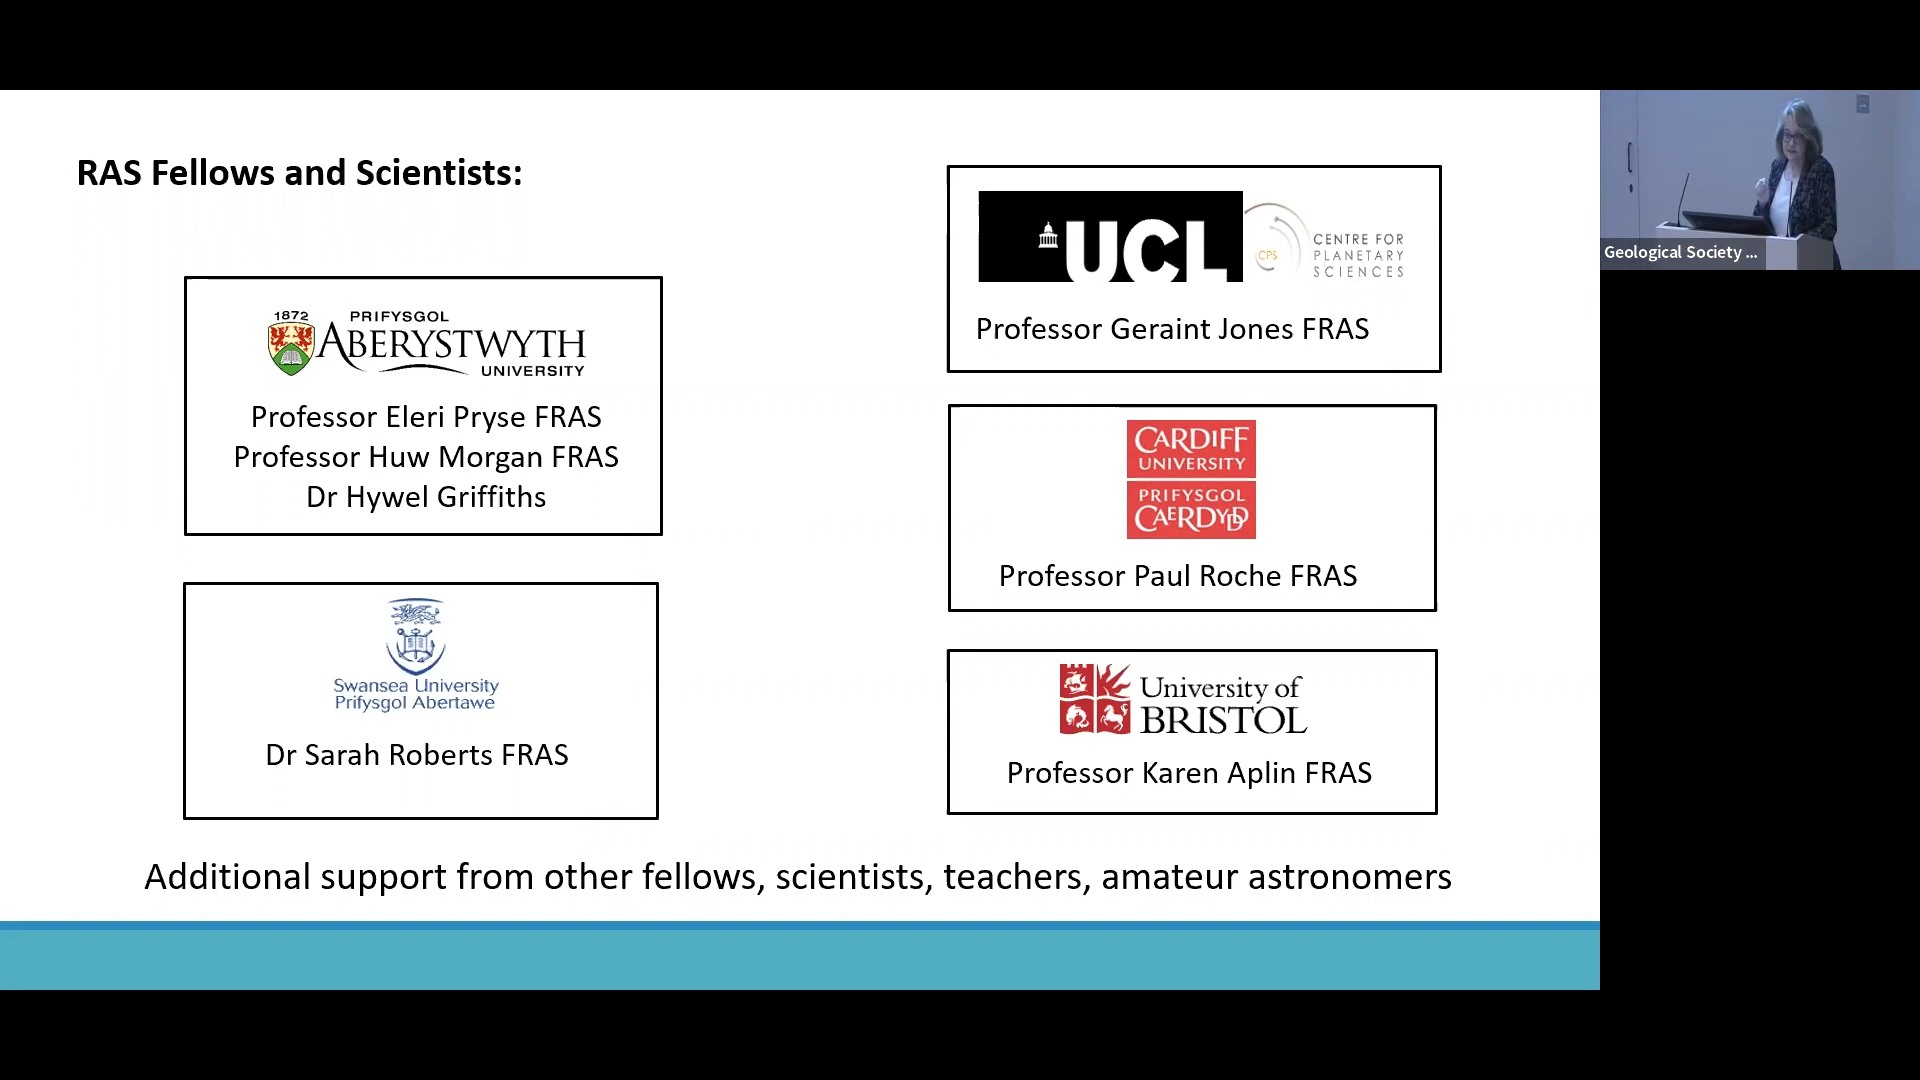 RAS Fellows and Scientists:
1872
PRIFYSGOL
ABERYSTWYTH
UNIVERSITY
Professor Eleri Pryse FRAS
Professor Huw Morgan FRAS
Dr Hywel Griffiths
Swansea University
Prifysgol Abertawe
Dr Sarah Roberts FRAS
UCL
CPS
CENTRE FOR
PLANETARY
SCIENCES
Professor Geraint Jones FRAS
CARDIFF
UNIVERSITY
PRIFYSGOL
CAERDYDD
Professor Paul Roche FRAS
University of
BRISTOL
Professor Karen Aplin FRAS
Additional support from other fellows, scientists, teachers, amateur astronomers
Geological Society ...